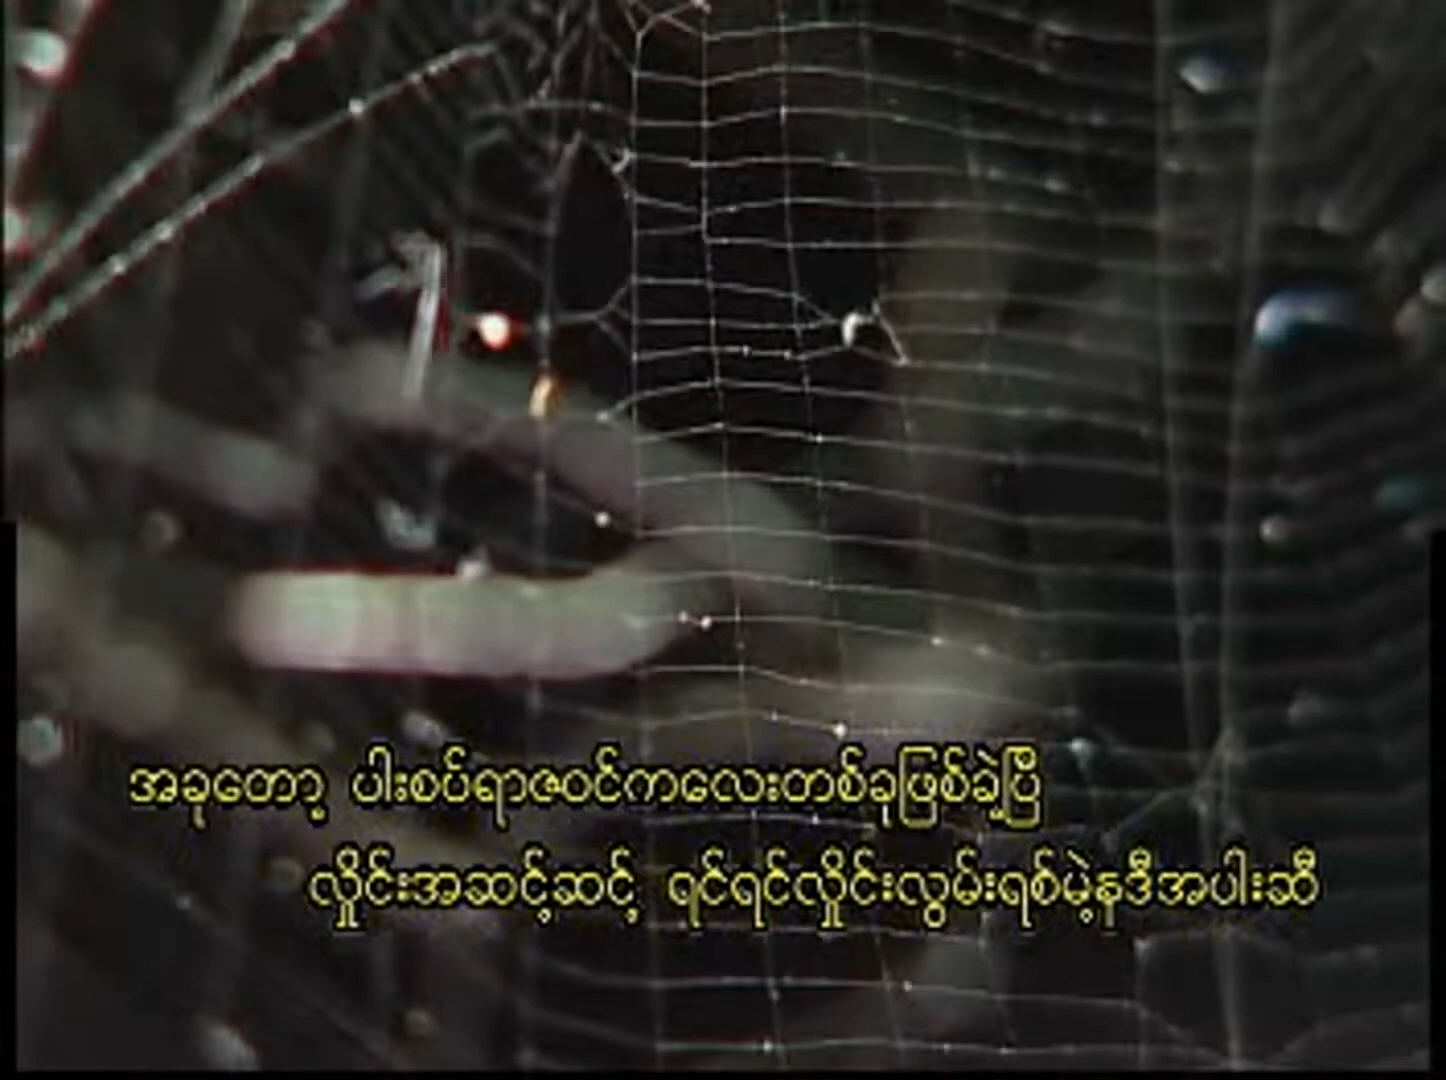 အခုတော့ ပါးစပ်ရာဇဝင်ကလေးတစ်ခုဖြစ်ခဲ့ပြီ
လှိုင်းအဆင့်ဆင့် ရင်ရင်လှိုင်းလွမ်းရစ်မဲ့နဒီအပါးဆီ